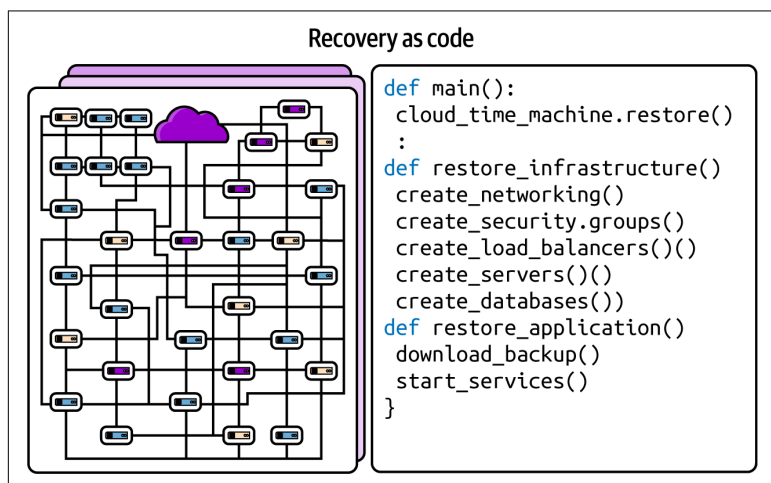 Recovery as code
def main():
cloud_time_machine.restore()
:
def restore_infrastructure()
create_networking()
create_security.groups()
create_load_balancers()()
create_servers()()
create_databases())
def restore_application()
download_backup()
start_services()
}